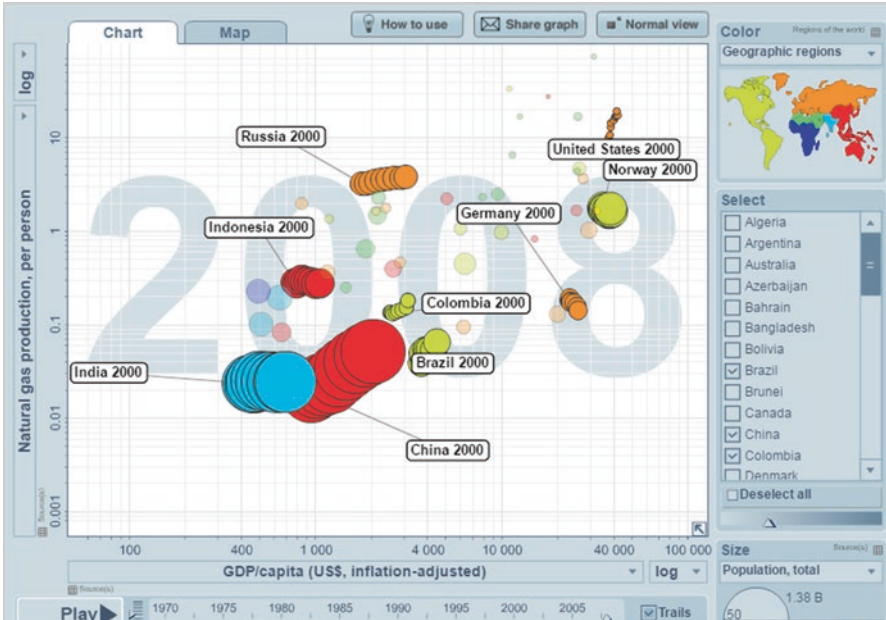 Chart
Map
How to use
Share graph
Normal view
Color
Regions of the world
Geographic regions
log
Natural gas production, per person
Source(s)
10
1
0.1
0.01
0.001
2008
Russia 2000
United States 2000
Norway 2000
Germany 2000
Indonesia 2000
Colombia 2000
India 2000
Brazil 2000
China 2000
Select
Algeria
Argentina
Australia
Azerbaijan
Bahrain
Bangladesh
Bolivia
Brazil
Brunei
Canada
China
Colombia
Denmark
Deselect all
100
400
1 000
4 000
10 000
40 000
100 000
GDP/capita (US$, inflation-adjusted)
log
Source(s)
Size
Source(s)
Population, total
1.38 B
50
Play
1970
1975
1980
1985
1990
1995
2000
2005
Trails